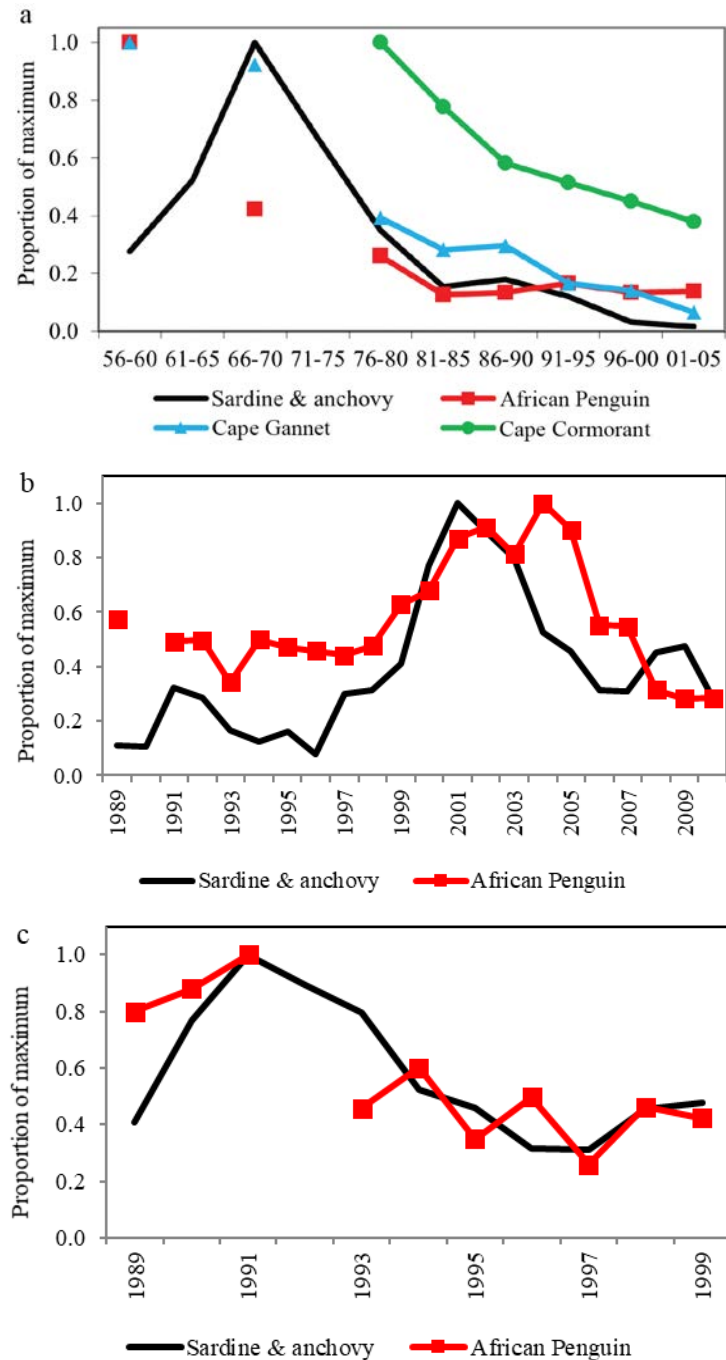 a
Proportion of maximum
1.0
0.8
0.6
0.4
0.2
0.0
56-60 61-65 66-70 71-75 76-80 81-85 86-90 91-95 96-00 01-05
Sardine & anchovy African Penguin
Cape Gannet Cape Cormorant
b
Proportion of maximum
1.0
0.8
0.6
0.4
0.2
0.0
1989 1991 1993 1995 1997 1999 2001 2003 2005 2007 2009
Sardine & anchovy African Penguin
c
Proportion of maximum
1.0
0.8
0.6
0.4
0.2
0.0
1989 1991 1993 1995 1997 1999
Sardine & anchovy African Penguin